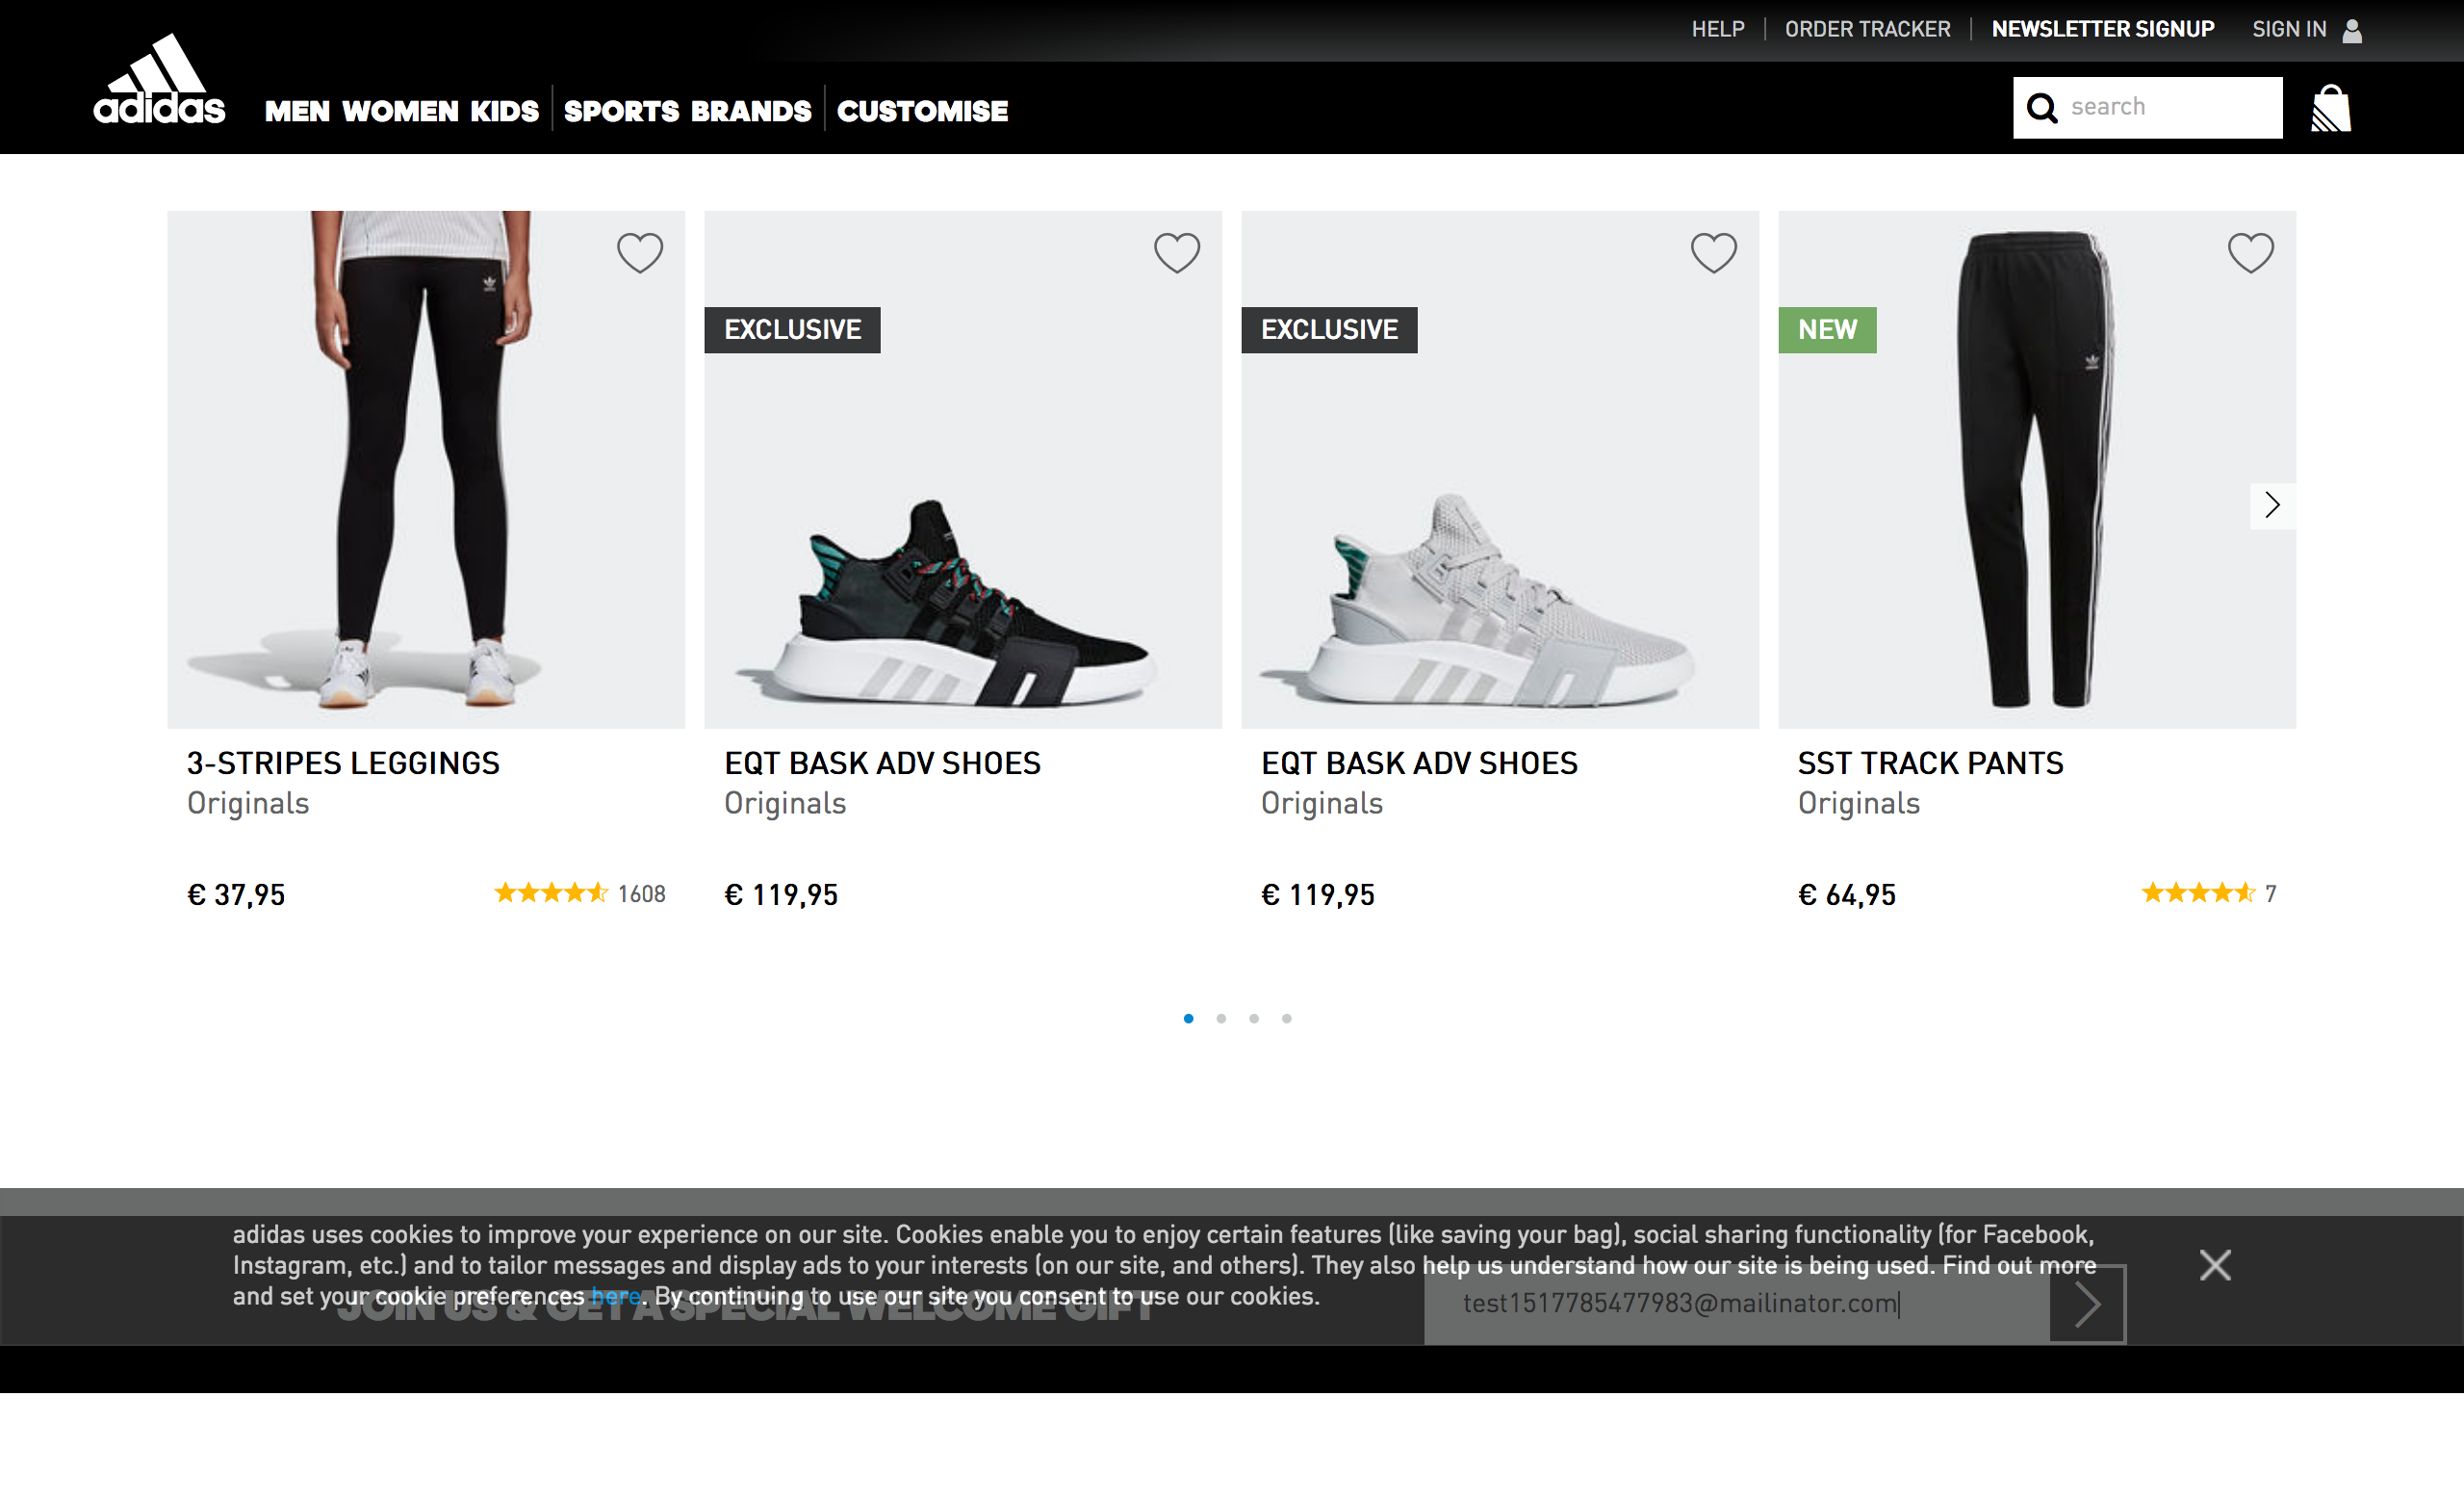 HELP
ORDER TRACKER
NEWSLETTER SIGNUP
SIGN IN
adidas
MEN WOMEN KIDS
SPORTS BRANDS
CUSTOMISE
search
EXCLUSIVE
EXCLUSIVE
NEW
3-STRIPES LEGGINGS
Originals
€ 37,95
1608
EQT BASK ADV SHOES
Originals
€ 119,95
EQT BASK ADV SHOES
Originals
€ 119,95
SST TRACK PANTS
Originals
€ 64,95
7
adidas uses cookies to improve your experience on our site. Cookies enable you to enjoy certain features (like saving your bag), social sharing functionality (for Facebook,
Instagram, etc.) and to tailor messages and display ads to your interests (on our site, and others). They also help us understand how our site is being used. Find out more
and set your cookie preferences here. By continuing to use our site you consent to use our cookies.
JOIN US & GET A SPECIAL WELCOME GIFT
test1517785477983@mailinator.com